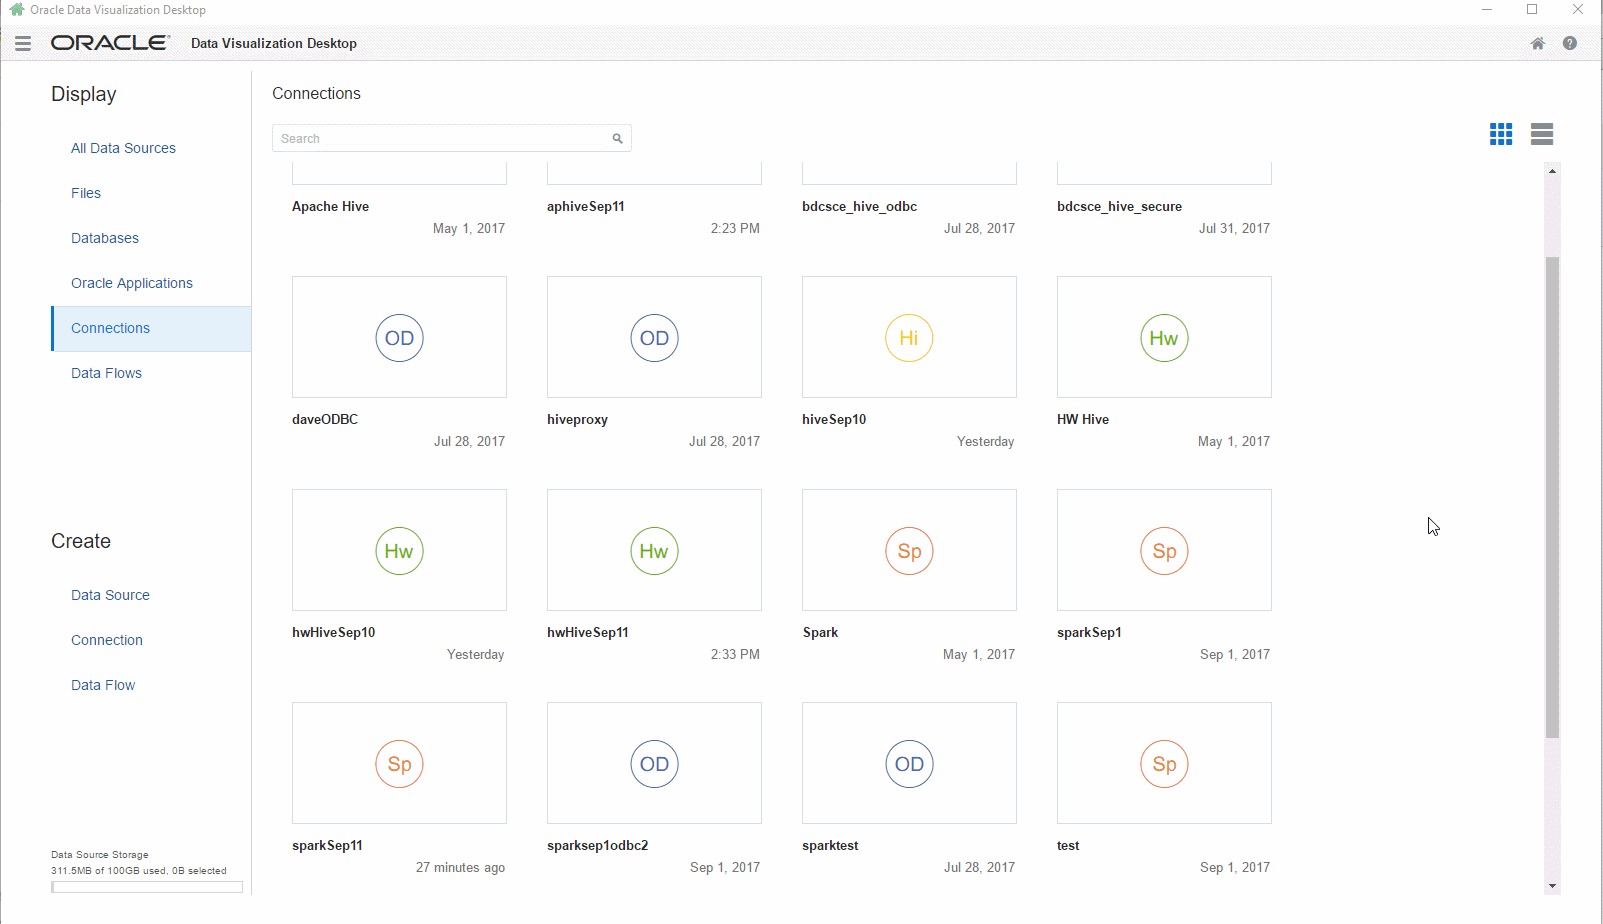 Oracle Data Visualization Desktop
ORACLE Data Visualization Desktop
Display
All Data Sources
Files
Databases
Oracle Applications
Connections
Data Flows
Create
Data Source
Connection
Data Flow
Data Source Storage
311.5MB of 100GB used, 0B selected
Connections
Search
Apache Hive
May 1, 2017
aphiveSep11
2:23 PM
bdcsce_hive_odbc
Jul 28, 2017
bdcsce_hive_secure
Jul 31, 2017
OD
daveODBC
Jul 28, 2017
OD
hiveproxy
Jul 28, 2017
Hi
hiveSep10
Yesterday
Hw
HW Hive
May 1, 2017
Hw
hwHiveSep10
Yesterday
Hw
hwHiveSep11
2:33 PM
Sp
Spark
May 1, 2017
Sp
sparkSep1
Sep 1, 2017
Sp
sparkSep11
27 minutes ago
OD
sparksep1odbc2
Sep 1, 2017
OD
sparktest
Jul 28, 2017
Sp
test
Sep 1, 2017